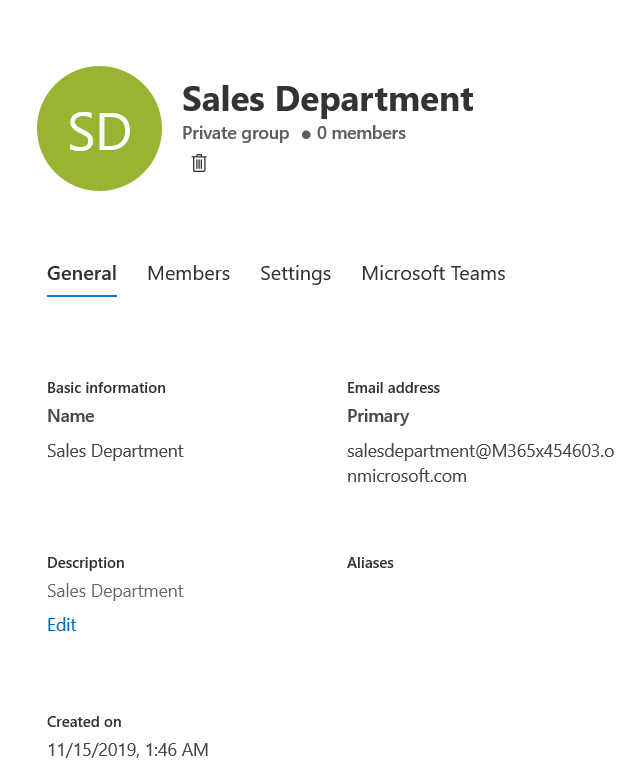 SD
Sales Department
Private group ● 0 members
General Members Settings Microsoft Teams
Basic information
Name
Sales Department
Email address
Primary
salesdepartment@M365x454603.o
nmicrosoft.com
Description
Sales Department
Edit
Aliases
Created on
11/15/2019, 1:46 AM